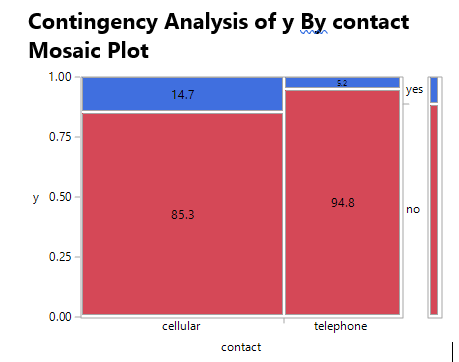 Contingency Analysis of y By contact
Mosaic Plot
1.00
0.75
0.50
0.25
0.00
y
14.7
5.2
85.3
94.8
yes
no
cellular
telephone
contact